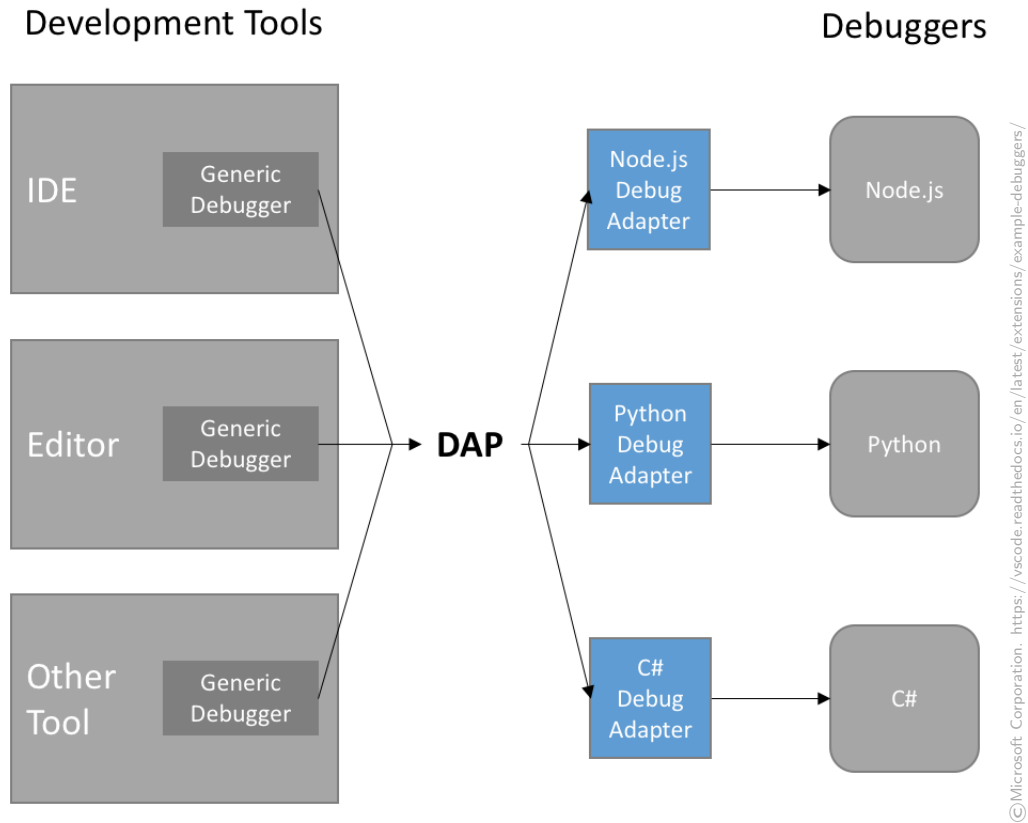 Development Tools
Debuggers
IDE
Generic
Debugger
Node.js
Debug
Adapter
Node.js
Editor
Generic
Debugger
DAP
Python
Debug
Adapter
Python
Other
Tool
Generic
Debugger
C#
Debug
Adapter
C#
©Microsoft Corporation. https://vscode.readthedocs.io/en/latest/extensions/example-debuggers/